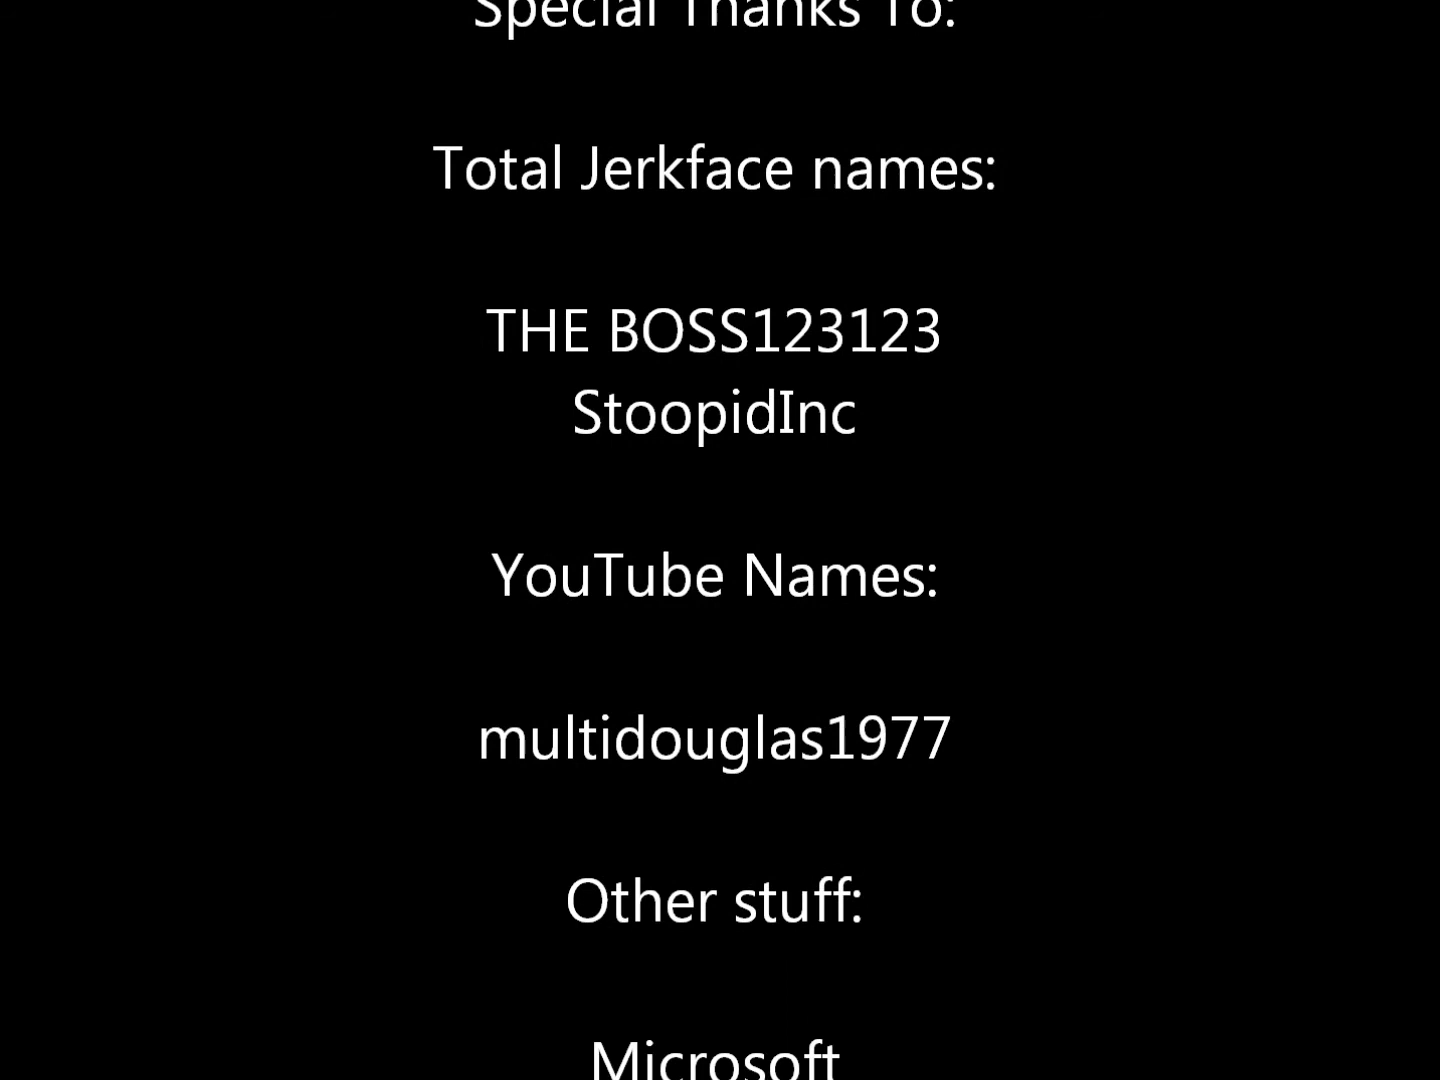 Special Thanks To:
Total Jerkface names:
THE BOSS123123
StoopidInc
YouTube Names:
multidouglas1977
Other stuff:
Microsoft